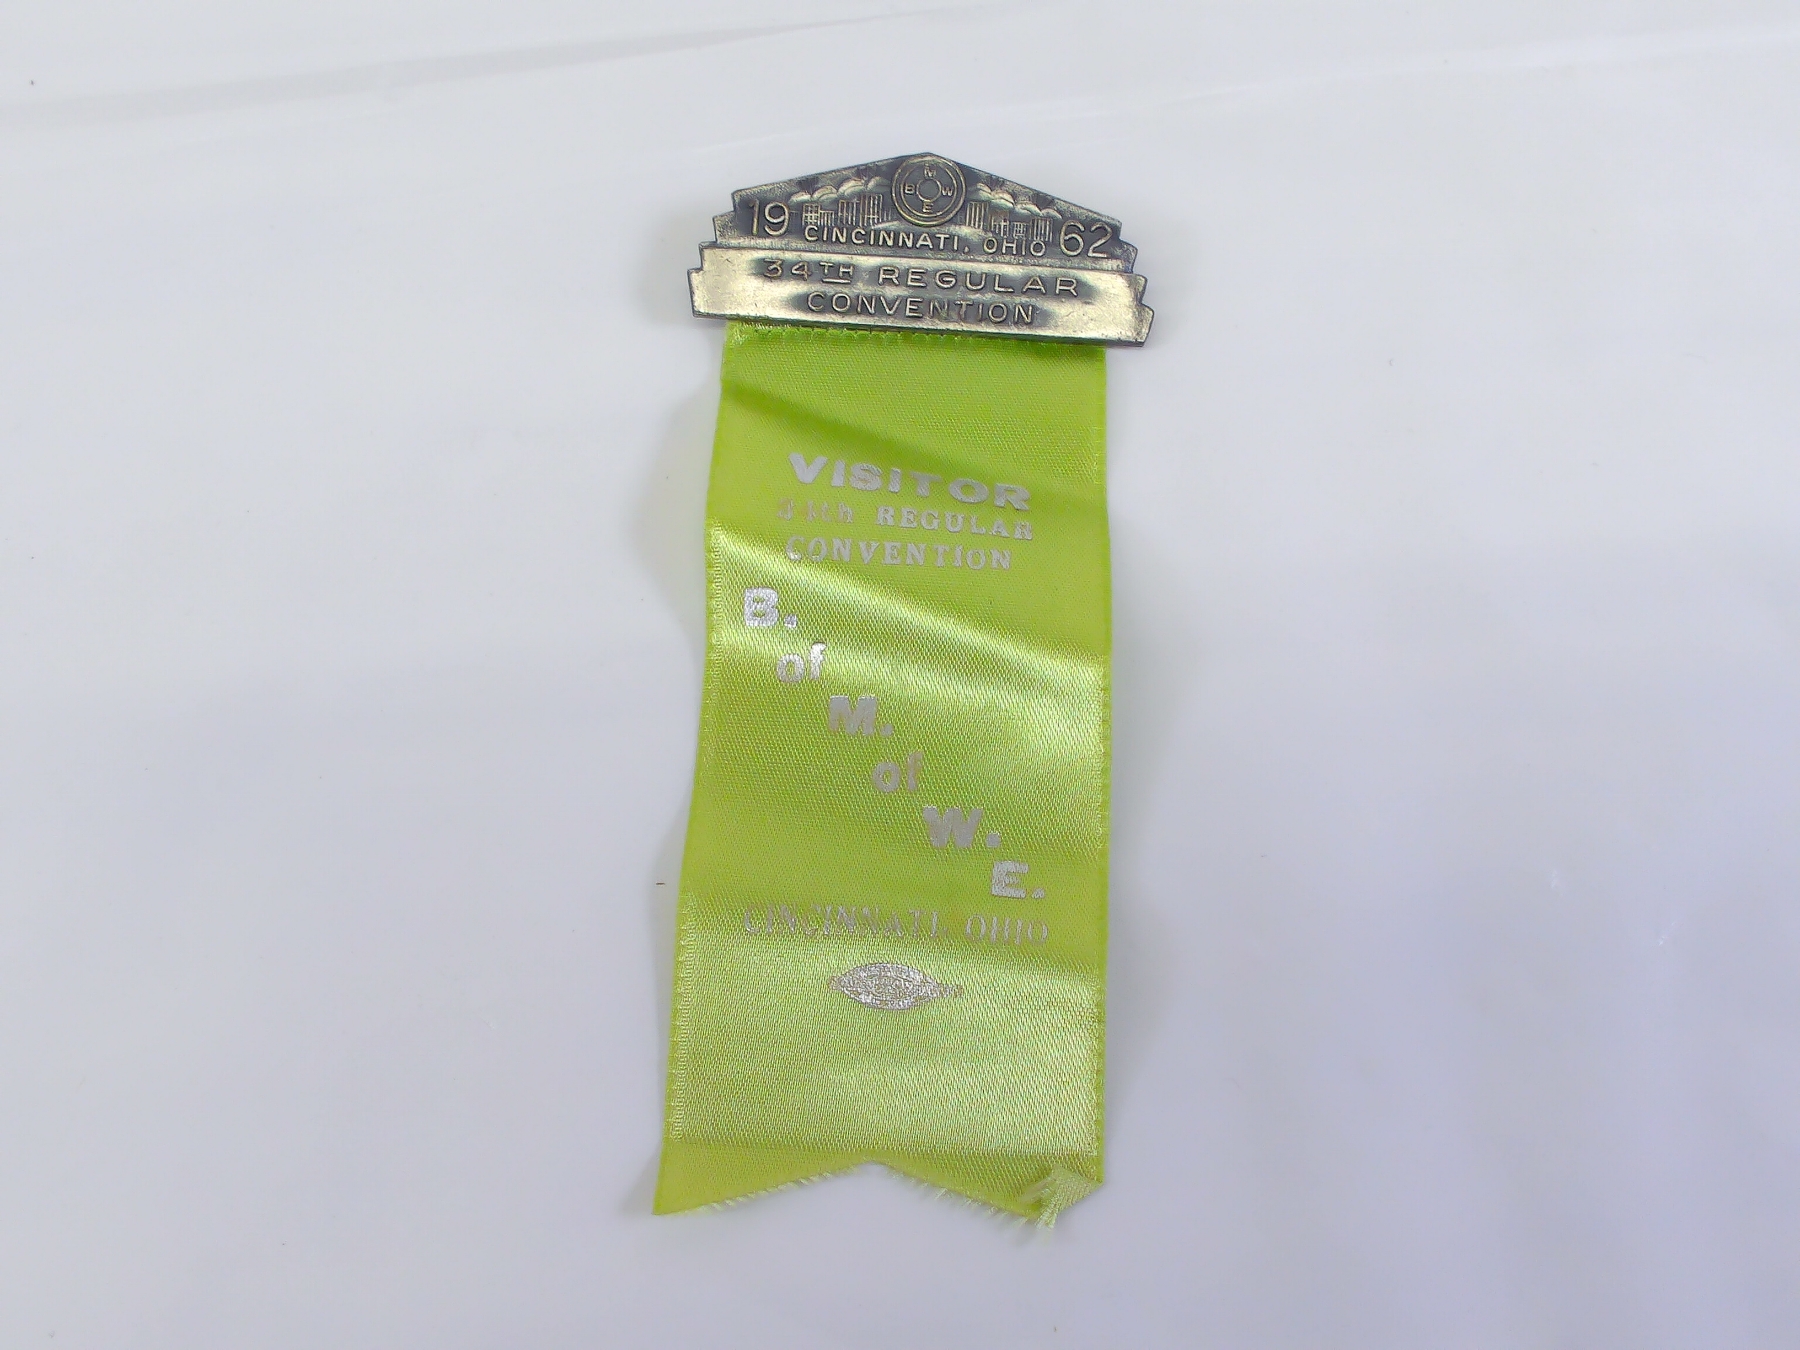 M
B W
E
19 CINCINNATI, OHIO 62
34TH REGULAR
CONVENTION
VISITOR
34th REGULAR
CONVENTION
B.
of
M.
of
W.
E.
CINCINNATI, OHIO